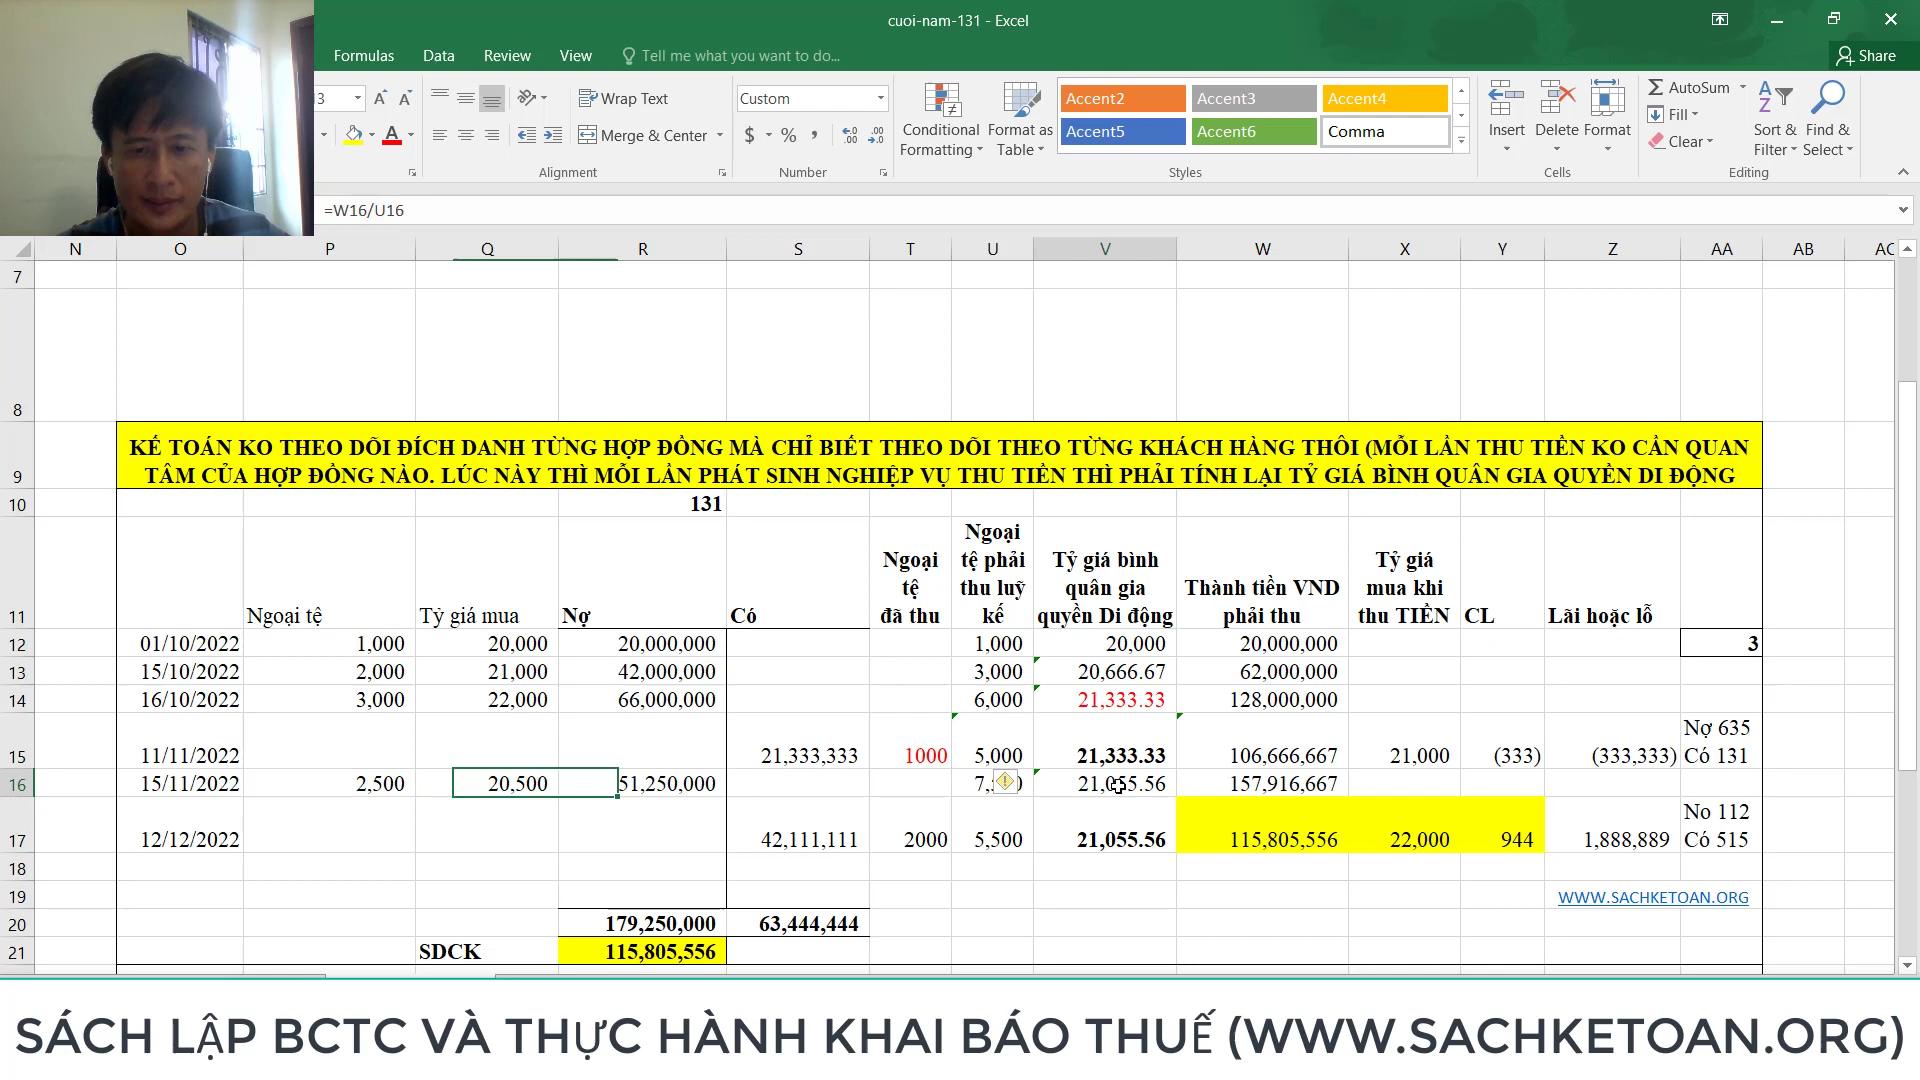 cuoi-nam-131 - Excel
Formulas Data Review View Tell me what you want to do... Share
Wrap Text Custom Accent2 Accent3 Accent4 AutoSum
Merge & Center $ % Conditional Formatting Format as Table Accent5 Accent6 Comma Insert Delete Format Fill Clear Sort & Filter Find & Select
Alignment Number Styles Cells Editing
=W16/U16
N O P Q R S T U V W X Y Z AA AB AC
7
8
9 KẾ TOÁN KO THEO DÕI ĐÍCH DANH TỪNG HỢP ĐỒNG MÀ CHỈ BIẾT THEO DÕI THEO TỪNG KHÁCH HÀNG THÔI (MỖI LẦN THU TIỀN KO CẦN QUAN
TÂM CỦA HỢP ĐỒNG NÀO. LÚC NÀY THÌ MỖI LẦN PHÁT SINH NGHIỆP VỤ THU TIỀN THÌ PHẢI TÍNH LẠI TỶ GIÁ BÌNH QUÂN GIA QUYỀN DI ĐỘNG
10 131
11 Ngoại tệ Tỷ giá mua Nợ Có Ngoại tệ đã thu Ngoại tệ phải thu luỹ kế Tỷ giá bình quân gia quyền Di động Thành tiền VND phải thu Tỷ giá mua khi thu TIỀN CL Lãi hoặc lỗ
12 01/10/2022 1,000 20,000 20,000,000 1,000 20,000 20,000,000 3
13 15/10/2022 2,000 21,000 42,000,000 3,000 20,666.67 62,000,000
14 16/10/2022 3,000 22,000 66,000,000 6,000 21,333.33 128,000,000
15 11/11/2022 21,333,333 1000 5,000 21,333.33 106,666,667 21,000 (333) (333,333) Nợ 635 Có 131
16 15/11/2022 2,500 20,500 51,250,000 157,916,667
17 12/12/2022 42,111,111 2000 5,500 21,055.56 115,805,556 22,000 944 1,888,889 No 112 Có 515
18
19 WWW.SACHKETOAN.ORG
20 179,250,000 63,444,444
21 SDCK 115,805,556
SÁCH LẬP BCTC VÀ THỰC HÀNH KHAI BÁO THUẾ (WWW.SACHKETOAN.ORG)